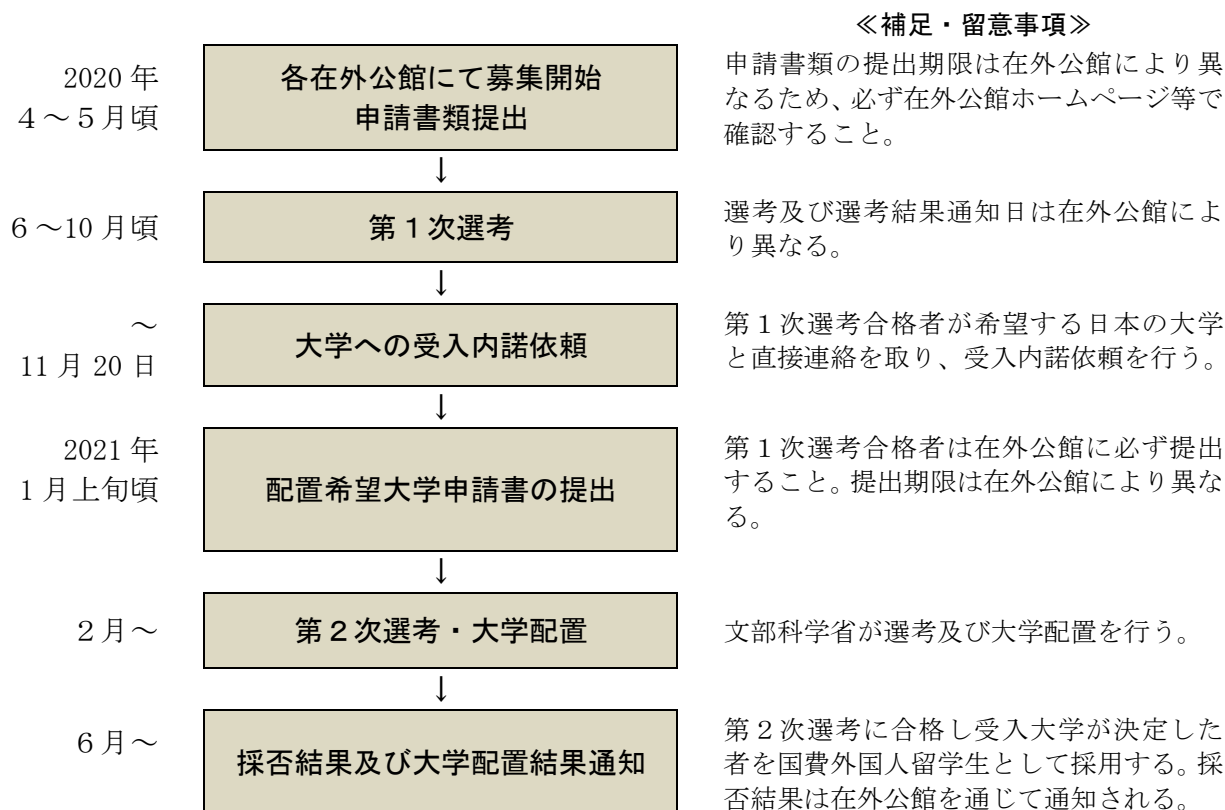 ≪補足・留意事項≫
2020 年
４～５月頃
各在外公館にて募集開始
申請書類提出
申請書類の提出期限は在外公館により異
なるため、必ず在外公館ホームページ等で
確認すること。
↓
６～10 月頃
第１次選考
選考及び選考結果通知日は在外公館によ
り異なる。
↓
～
11 月 20 日
大学への受入内諾依頼
第１次選考合格者が希望する日本の大学
と直接連絡を取り、受入内諾依頼を行う。
↓
2021 年
１月上旬頃
配置希望大学申請書の提出
第１次選考合格者は在外公館に必ず提出
すること。提出期限は在外公館により異な
る。
↓
２月～
第２次選考・大学配置
文部科学省が選考及び大学配置を行う。
↓
６月～
採否結果及び大学配置結果通知
第２次選考に合格し受入大学が決定した
者を国費外国人留学生として採用する。採
否結果は在外公館を通じて通知される。